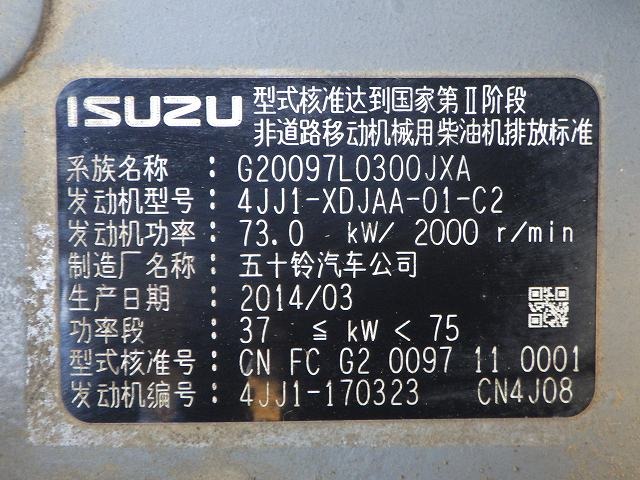 ISUZU 型式核准达到国家第Ⅱ阶段
非道路移动机械用柴油机排放标准
系族名称 : G20097L0300JXA
发动机型号 : 4JJ1-XDJAA-01-C2
发动机功率 : 73.0 kW/ 2000 r/min
制造厂名称 : 五十铃汽车公司
生产日期 : 2014/03
功率段 : 37 ≦ kW < 75
型式核准号 : CN FC G2 0097 11 0001
发动机编号 : 4JJ1-170323 CN4J08